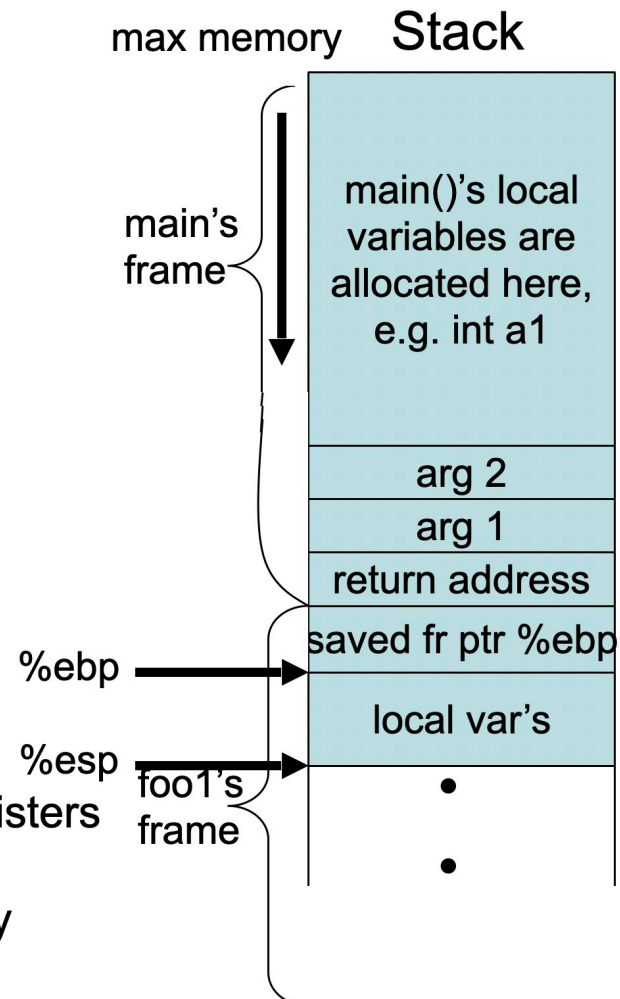 max memory Stack
main()’s local
variables are
allocated here,
e.g. int a1
main’s
frame
arg 2
arg 1
return address
saved fr ptr %ebp
%ebp
local var’s
%esp
foo1’s
frame
isters
y